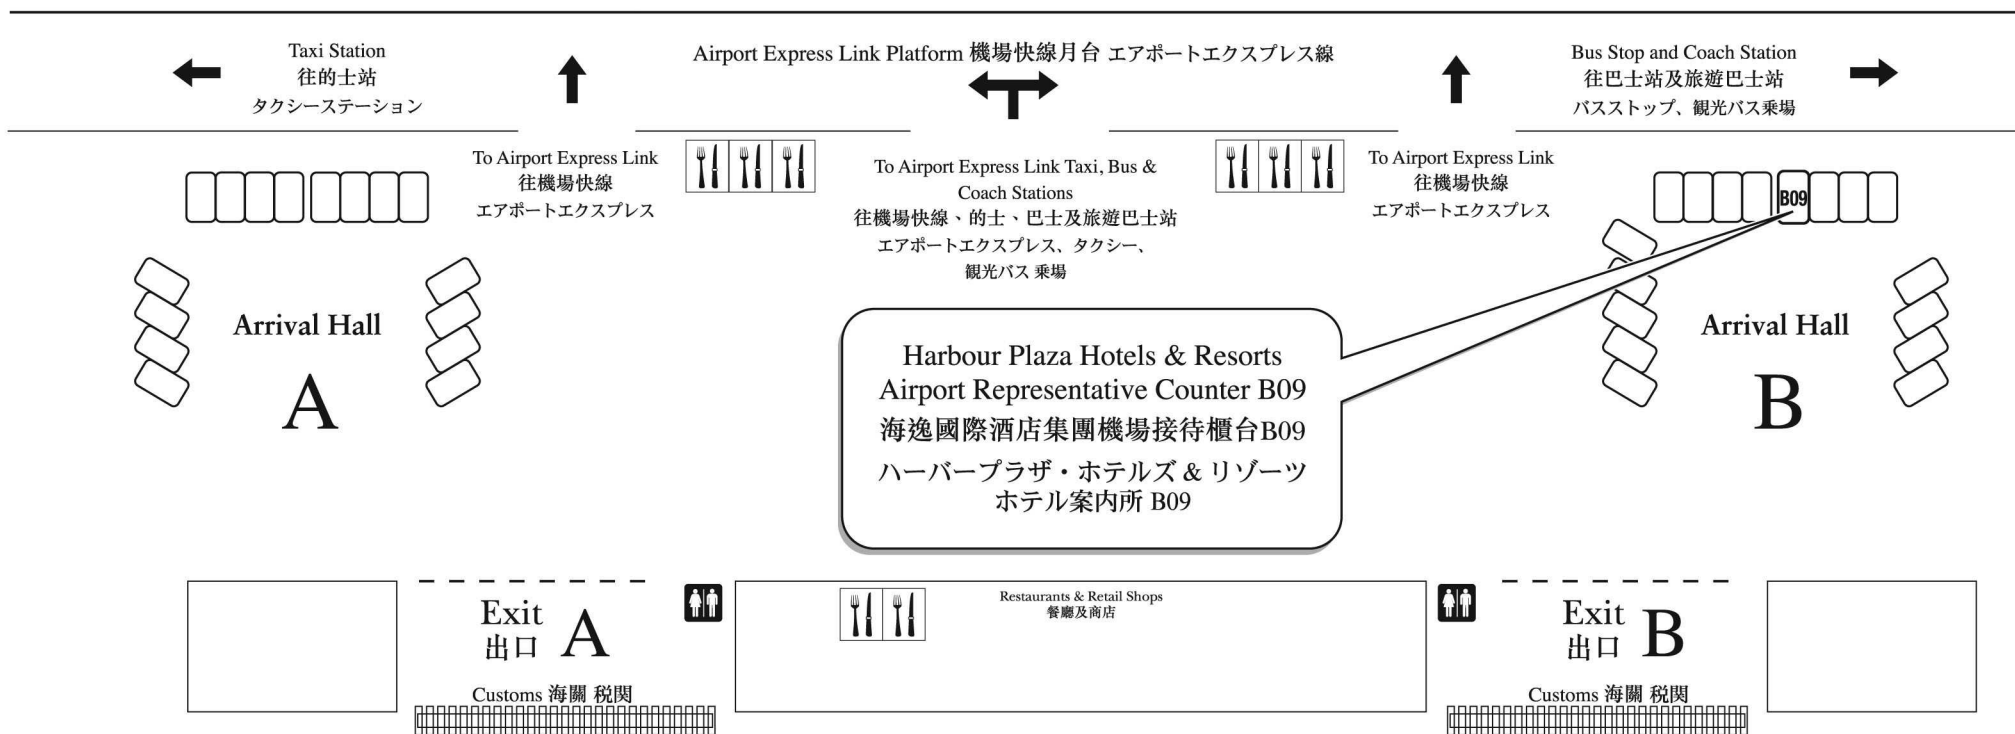 Taxi Station
往的士站
タクシーステーション
Airport Express Link Platform 機場快線月台 エアポートエクスプレス線
Bus Stop and Coach Station
往巴士站及旅遊巴士站
バスストップ、観光バス乗場
To Airport Express Link
往機場快線
エアポートエクスプレス
To Airport Express Link Taxi, Bus &
Coach Stations
往機場快線、的士、巴士及旅遊巴士站
エアポートエクスプレス、タクシー、
観光バス 乗場
To Airport Express Link
往機場快線
エアポートエクスプレス
B09
Arrival Hall
A
Harbour Plaza Hotels & Resorts
Airport Representative Counter B09
海逸國際酒店集團機場接待櫃台B09
ハーバープラザ・ホテルズ & リゾーツ
ホテル案内所 B09
Arrival Hall
B
Exit
出口 A
Customs 海關 税関
Restaurants & Retail Shops
餐廳及商店
Exit
出口 B
Customs 海關 税関